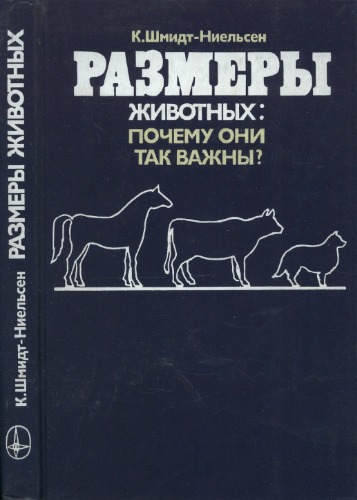 К. Шмидт-Ниельсен
РАЗМЕРЫ
ЖИВОТНЫХ:
ПОЧЕМУ ОНИ
ТАК ВАЖНЫ?
К. Шмидт-Ниельсен РАЗМЕРЫ ЖИВОТНЫХ